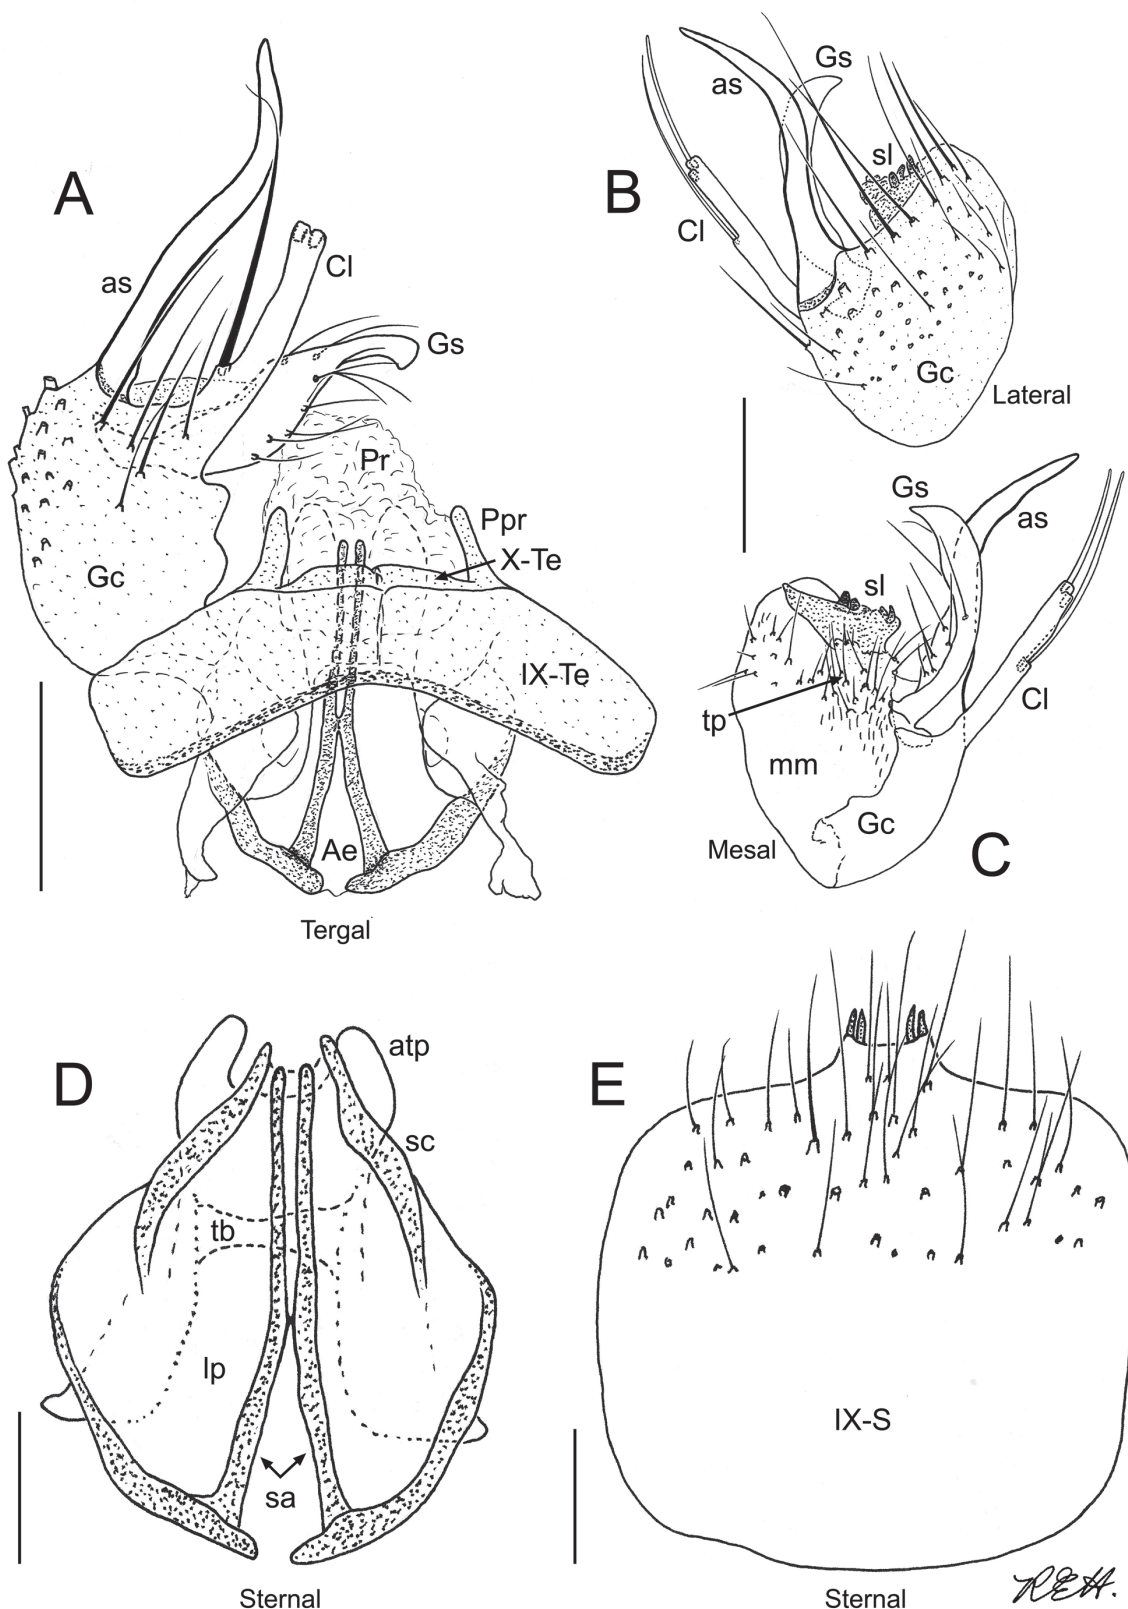 A
as
Cl
Gs
Pr
Ppr
X-Te
Gc
IX-Te
Ae
Tergal
B
as
Gs
sl
Cl
Gc
Lateral
Gs
as
sl
Cl
tp
mm
Gc
Mesal
C
D
atp
sc
tb
lp
sa
Sternal
E
IX-S
Sternal
REH.